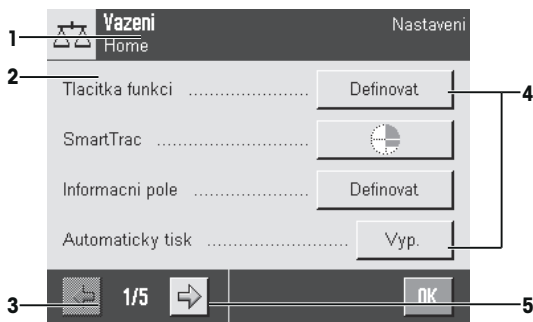 Vazeni
Nastaveni
1
Home
2
Tlacitka funkci ........................ Definovat
4
SmartTrac ..............................
Informacni pole ...................... Definovat
Automaticky tisk ........................... Vyp.
3
1/5
OK
5